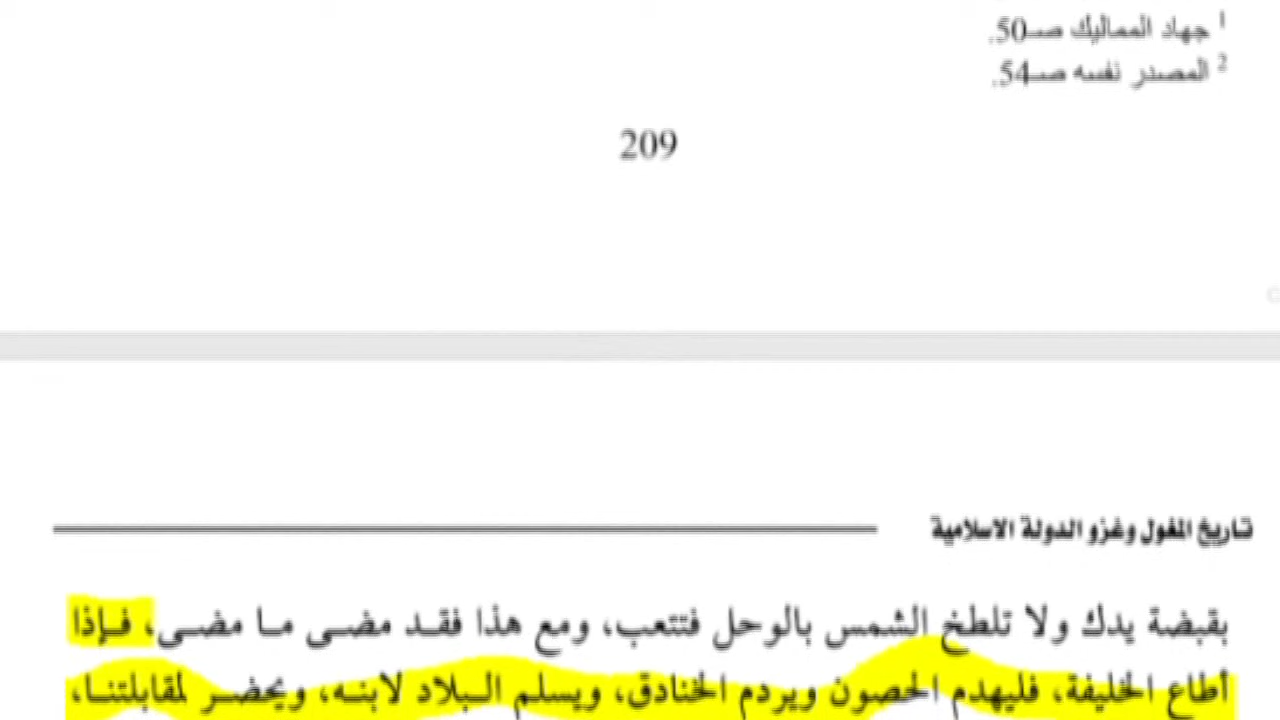 1 جهاد المماليك صـ50.
2 المصدر نفسه صـ54.
209
تاريخ المغول وغزو الدولة الاسلامية
بقبضة يدك ولا تلطخ الشمس بالوحل فتتعب، ومع هذا فقد مضى ما مضى، فإذا
أطاع الخليفة، فليهدم الحصون ويردم الخنادق، ويسلم البلاد لابنه، ويحضر لمقابلتنا،